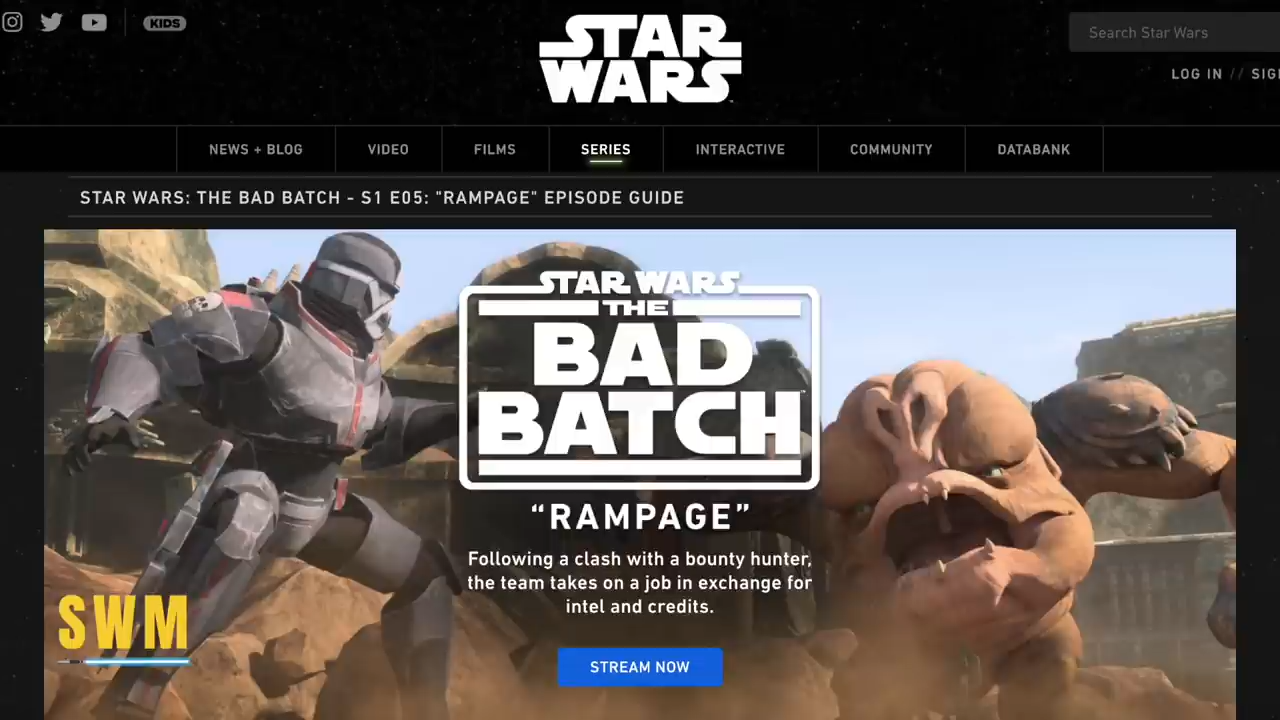 KIDS
STAR
WARS
Search Star Wars
LOG IN // SIG
NEWS + BLOG
VIDEO
FILMS
SERIES
INTERACTIVE
COMMUNITY
DATABANK
STAR WARS: THE BAD BATCH - S1 E05: "RAMPAGE" EPISODE GUIDE
STAR WARS
THE
BAD
BATCH
“RAMPAGE”
Following a clash with a bounty hunter,
the team takes on a job in exchange for
intel and credits.
STREAM NOW
SWM